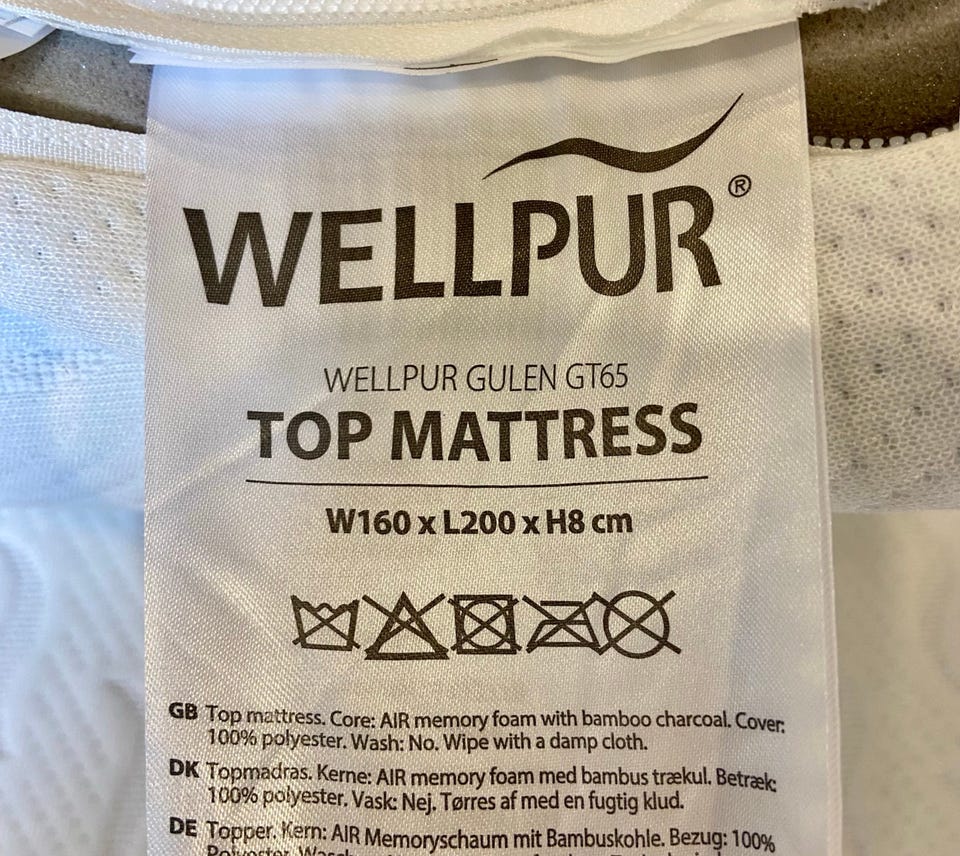 WELLPUR®
WELLPUR GULEN GT65
TOP MATTRESS
W160 x L200 x H8 cm
GB Top mattress. Core: AIR memory foam with bamboo charcoal. Cover:
100% polyester. Wash: No. Wipe with a damp cloth.
DK Topmadras. Kerne: AIR memory foam med bambus trækul. Betræk:
100% polyester. Vask: Nej. Tørres af med en fugtig klud.
DE Topper. Kern: AIR Memoryschaum mit Bambuskohle. Bezug: 100%